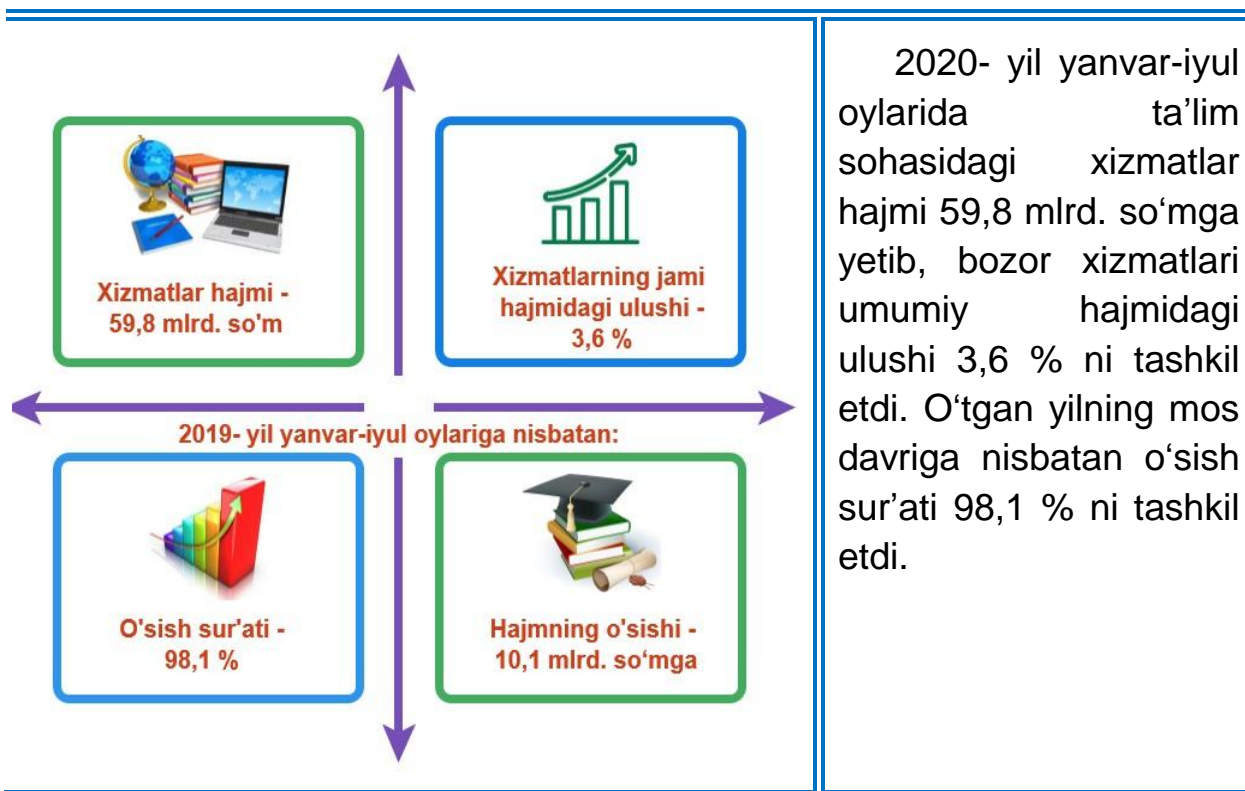 Xizmatlar hajmi -
59,8 mlrd. so'm
Xizmatlarning jami
hajmidagi ulushi -
3,6 %
2019- yil yanvar-iyul oylariga nisbatan:
O'sish sur'ati -
98,1 %
Hajmning o'sishi -
10,1 mlrd. so‘mga
2020- yil yanvar-iyul
oylarida ta’lim
sohasidagi xizmatlar
hajmi 59,8 mlrd. so‘mga
yetib, bozor xizmatlari
umumiy hajmidagi
ulushi 3,6 % ni tashkil
etdi. O‘tgan yilning mos
davriga nisbatan o‘sish
sur’ati 98,1 % ni tashkil
etdi.